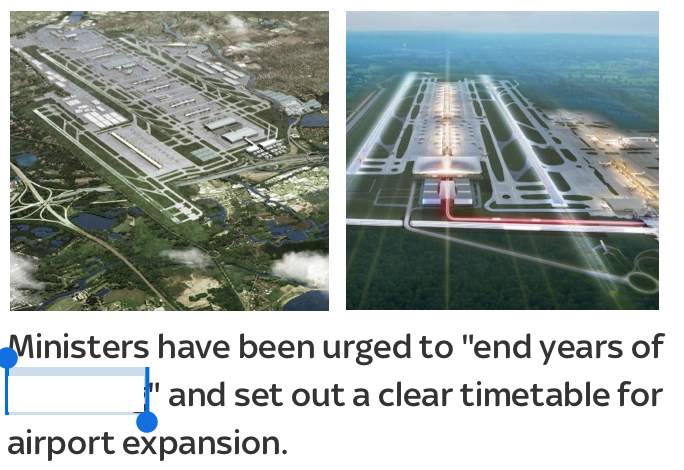 Ministers have been urged to "end years of
" and set out a clear timetable for
airport expansion.